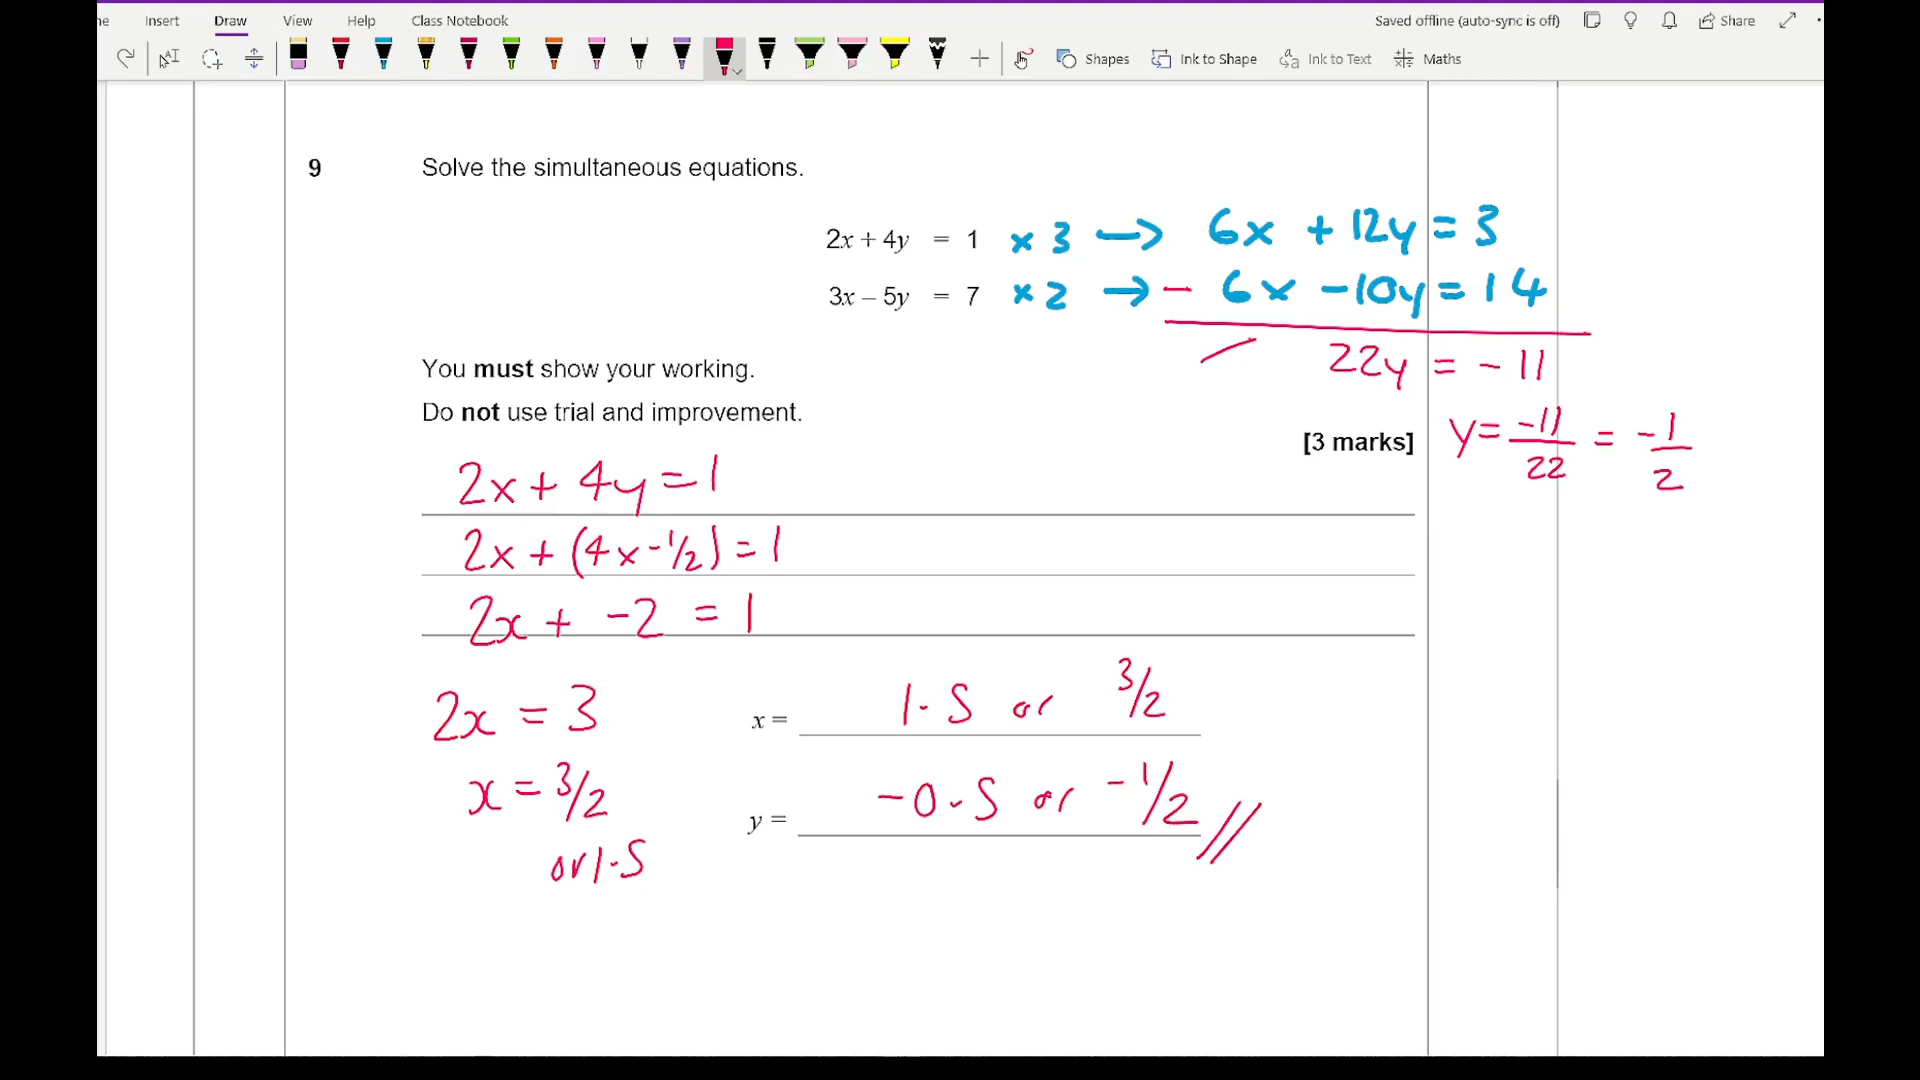 ne Insert Draw View Help Class Notebook Saved offline (auto-sync is off) Share
Shapes Ink to Shape Ink to Text Maths
9 Solve the simultaneous equations.
2x + 4y = 1 × 3 → 6x + 12y = 3
3x – 5y = 7 × 2 → - 6x - 10y = 14
22y = - 11
You must show your working.
Do not use trial and improvement.
[3 marks]
y = -11/22 = -1/2
2x + 4y = 1
2x + (4x-1/2) = 1
2x + -2 = 1
2x = 3
x = 3/2
or 1.5
x = 1.5 or 3/2
y = -0.5 or -1/2 //